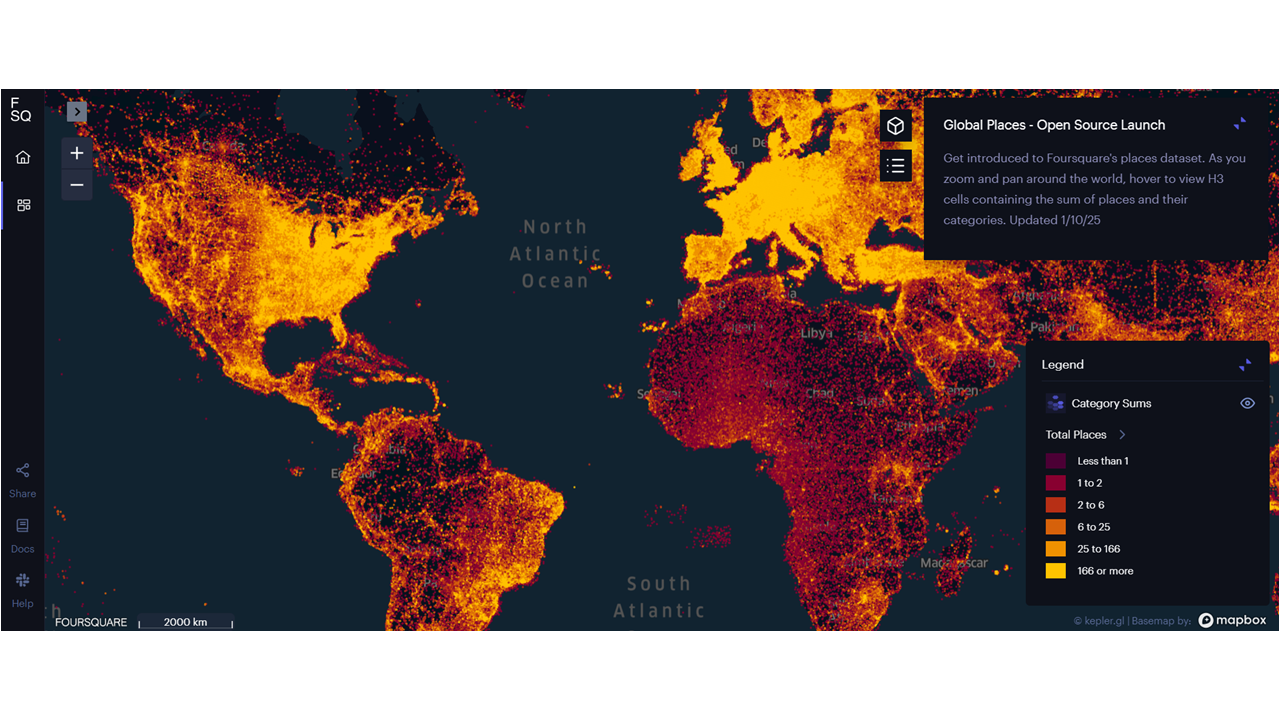 F
SQ
Share
Docs
Help
Canada
North
Atlantic
Ocean
South
Atlantic
Libya
Chad
Ethiopia
Madagascar
Global Places - Open Source Launch
Get introduced to Foursquare's places dataset. As you
zoom and pan around the world, hover to view H3
cells containing the sum of places and their
categories. Updated 1/10/25
Legend
Category Sums
Total Places
Less than 1
1 to 2
2 to 6
6 to 25
25 to 166
166 or more
FOURSQUARE
2000 km
© kepler.gl | Basemap by:
mapbox